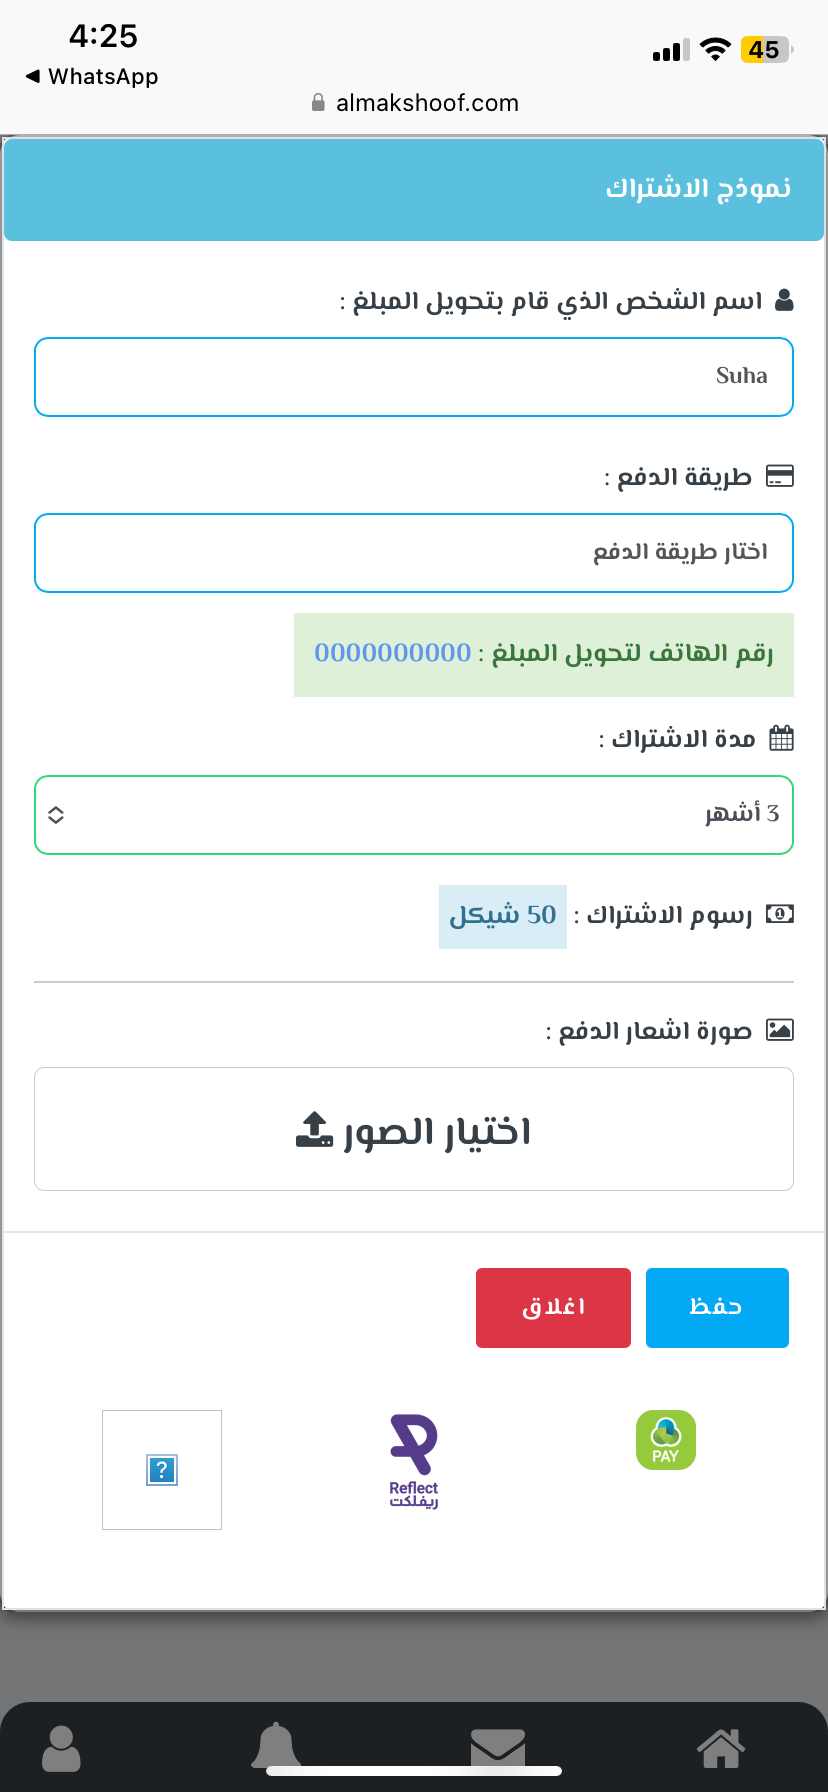 4:25
45
◀ WhatsApp
almakshoof.com
نموذج الاشتراك
اسم الشخص الذي قام بتحويل المبلغ :
Suha
طريقة الدفع :
اختار طريقة الدفع
رقم الهاتف لتحويل المبلغ : 0000000000
مدة الاشتراك :
3 أشهر
رسوم الاشتراك : 50 شيكل
صورة اشعار الدفع :
اختيار الصور
حفظ
اغلاق
PAY
Reflect
ريفلكت